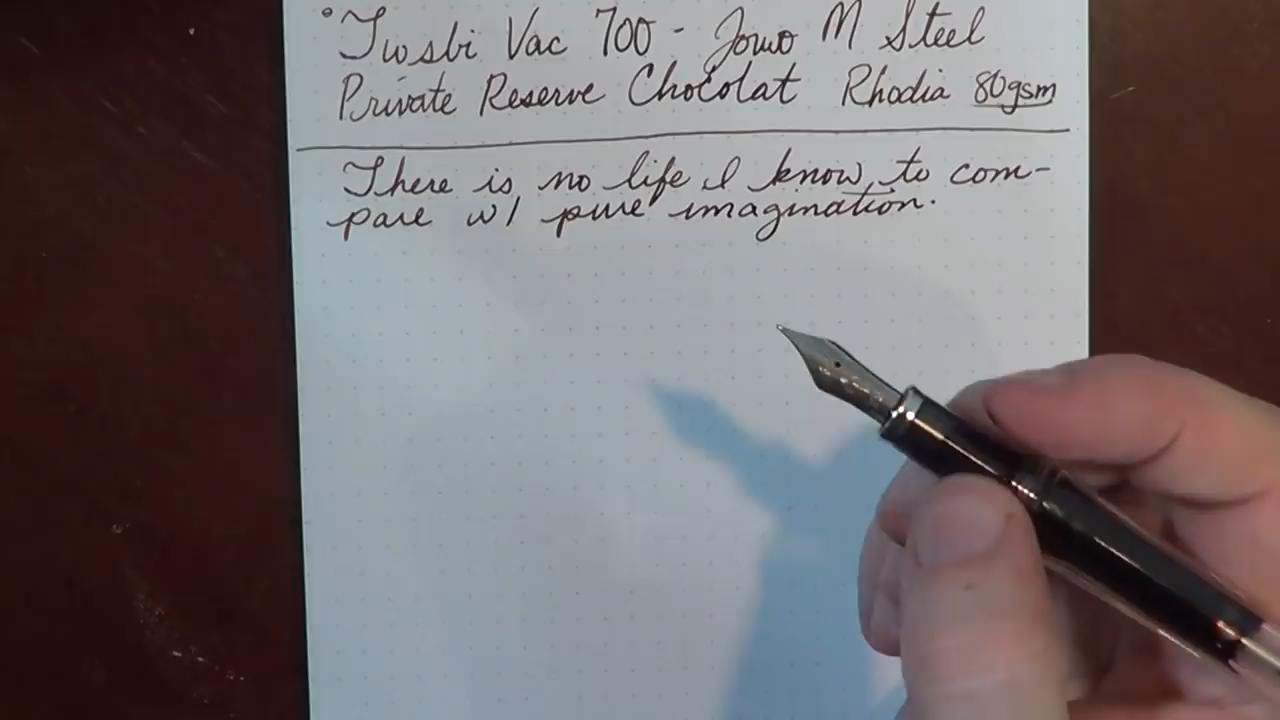 Twsbi Vac 700 - Jowo M Steel
Private Reserve Chocolat Rhodia 80gsm
There is no life I know to com-
pare w/ pure imagination.